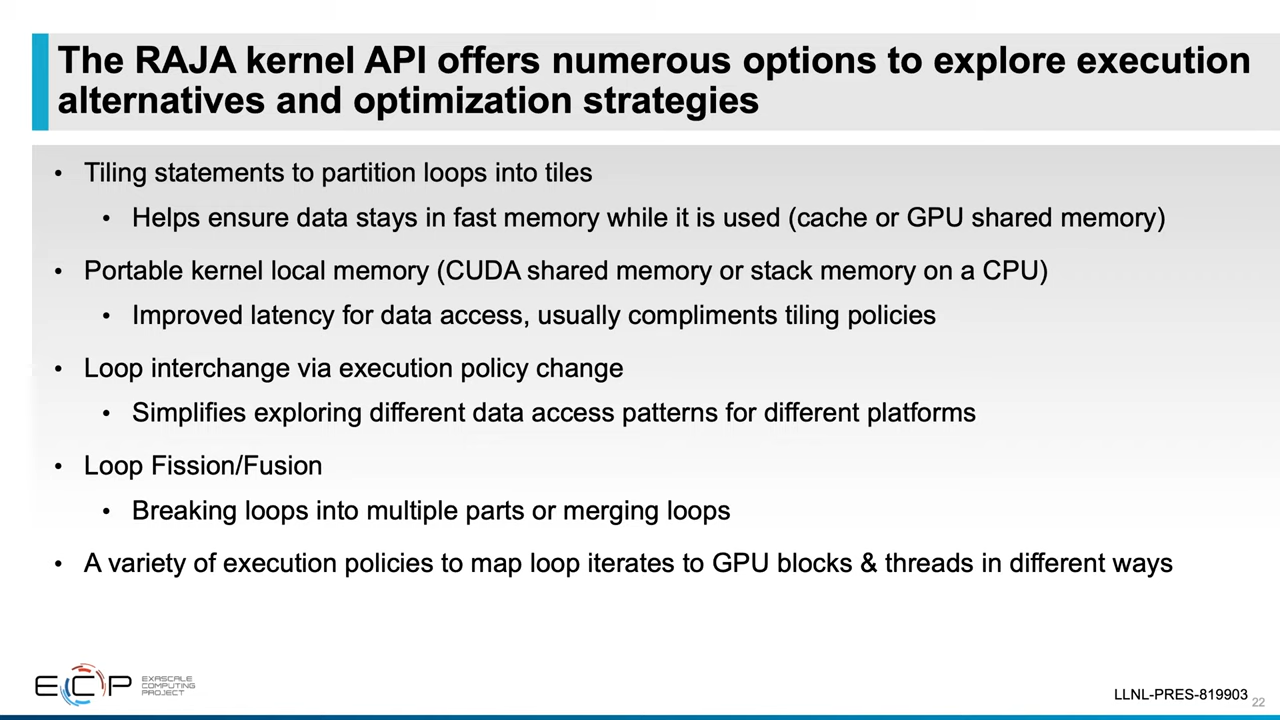 The RAJA kernel API offers numerous options to explore execution
alternatives and optimization strategies
• Tiling statements to partition loops into tiles
• Helps ensure data stays in fast memory while it is used (cache or GPU shared memory)
• Portable kernel local memory (CUDA shared memory or stack memory on a CPU)
• Improved latency for data access, usually compliments tiling policies
• Loop interchange via execution policy change
• Simplifies exploring different data access patterns for different platforms
• Loop Fission/Fusion
• Breaking loops into multiple parts or merging loops
• A variety of execution policies to map loop iterates to GPU blocks & threads in different ways
ECP
EXASCALE
COMPUTING
PROJECT
LLNL-PRES-819903
22